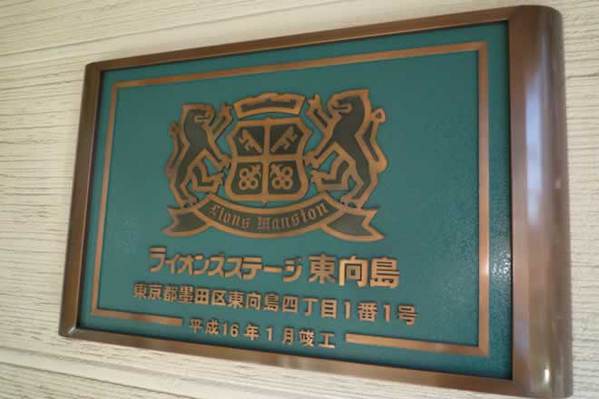 Lions Mansion
ライオンズステージ東向島
東京都墨田区東向島四丁目1番1号
平成16年1月竣工